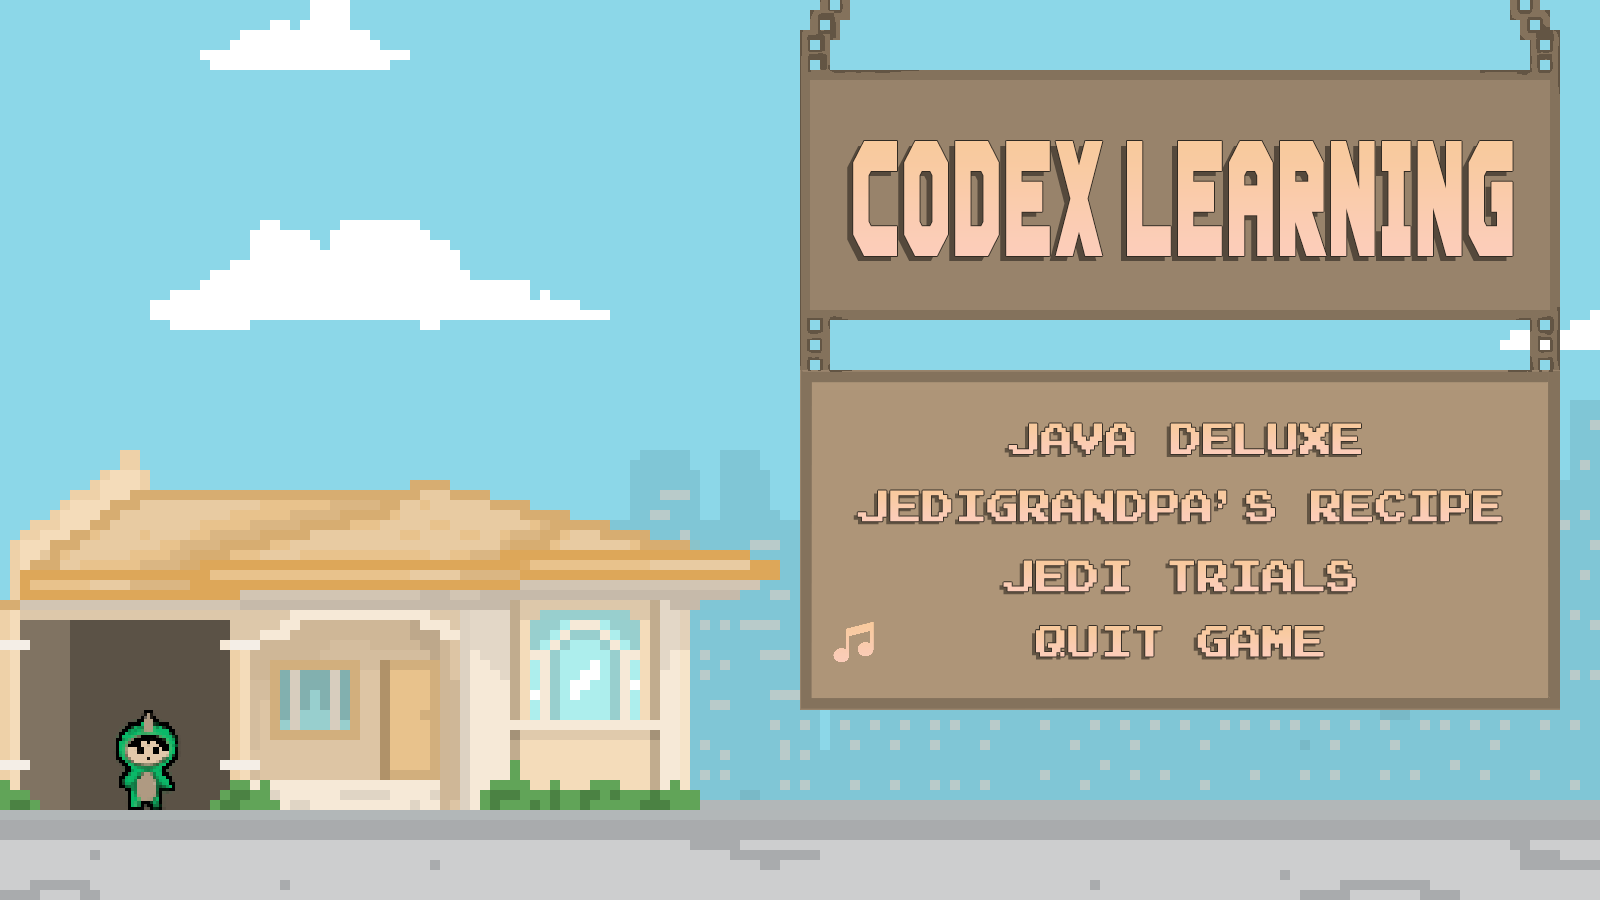 CODEX LEARNING
JAVA DELUXE
JEDIGRANDPA'S RECIPE
JEDI TRIALS
QUIT GAME